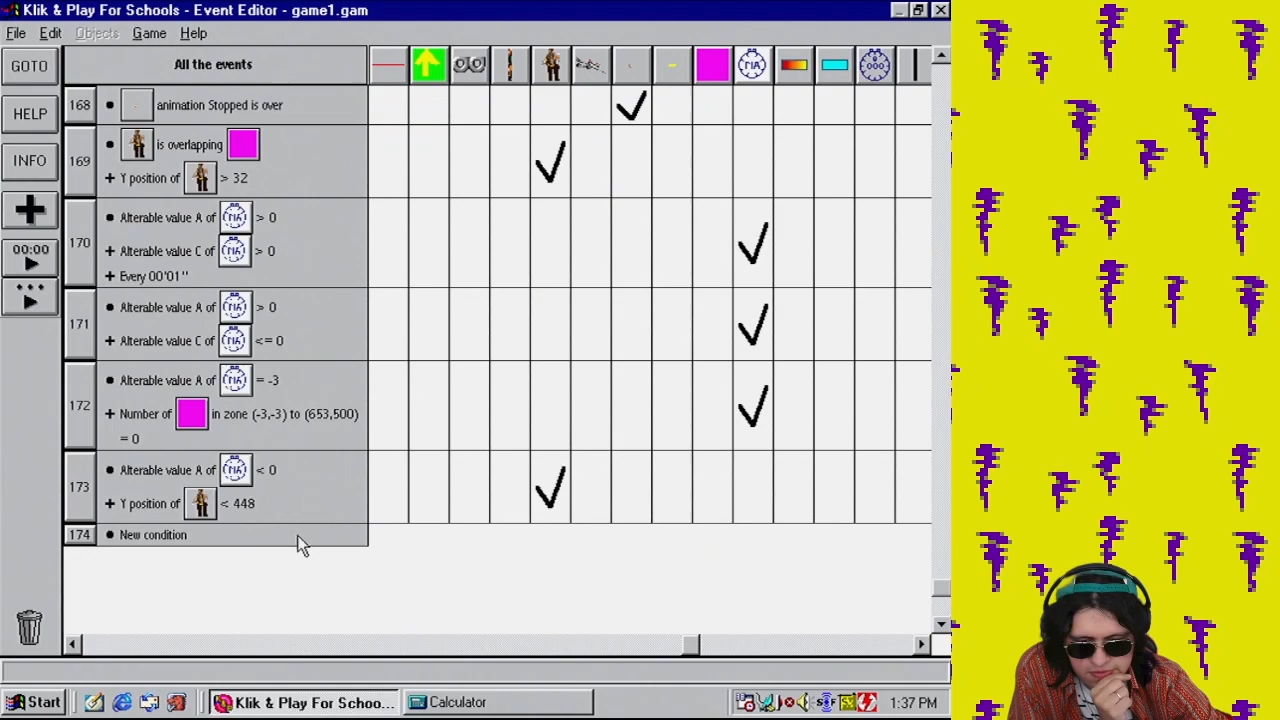 Klik & Play For Schools - Event Editor - game1.gam
File Edit Objects Game Help
GOTO
HELP
INFO
00:00
All the events
168 animation Stopped is over
169 is overlapping
+ Y position of > 32
170 Alterable value A of > 0
+ Alterable value C of > 0
+ Every 00'01"
171 Alterable value A of > 0
+ Alterable value C of <= 0
172 Alterable value A of = -3
+ Number of in zone (-3,-3) to (653,500)
= 0
173 Alterable value A of < 0
+ Y position of < 448
174 New condition
000
Start Klik & Play For Schoo... Calculator 1:37 PM